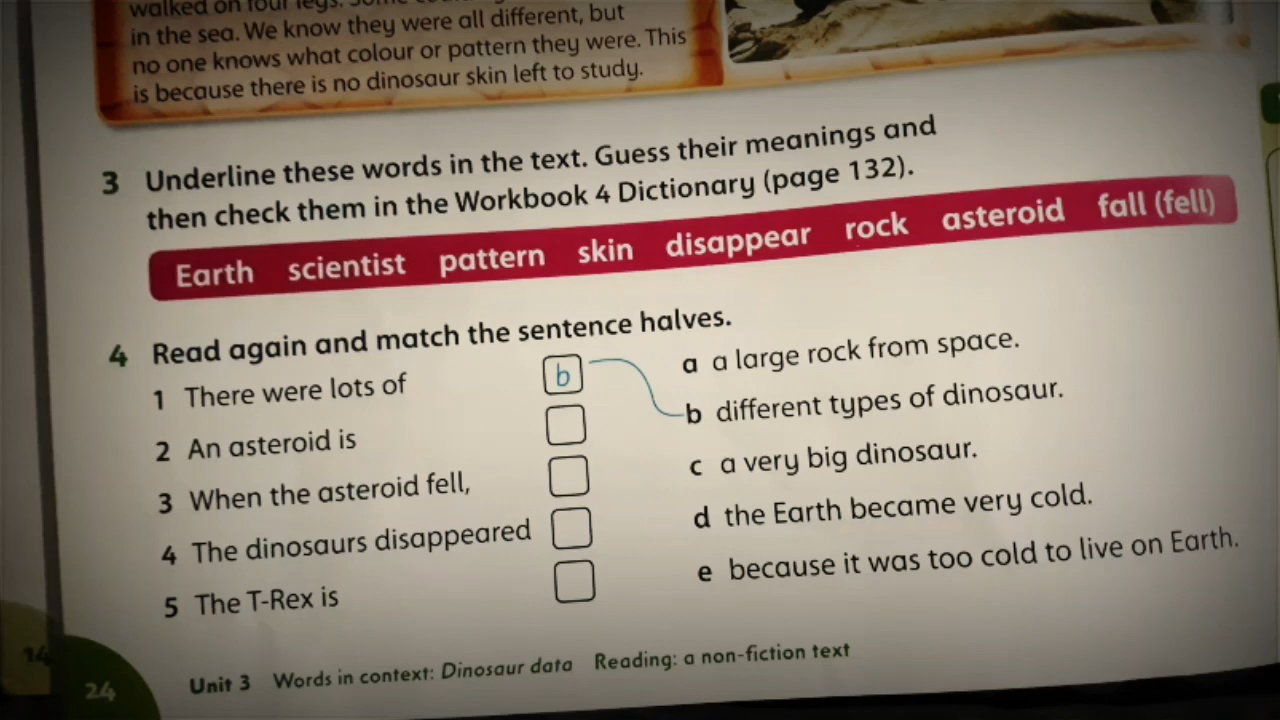 walked on four legs. Some
in the sea. We know they were all different, but
no one knows what colour or pattern they were. This
is because there is no dinosaur skin left to study.
3 Underline these words in the text. Guess their meanings and
then check them in the Workbook 4 Dictionary (page 132).
Earth scientist pattern skin disappear rock asteroid fall (fell)
4 Read again and match the sentence halves.
1 There were lots of b
2 An asteroid is
3 When the asteroid fell,
4 The dinosaurs disappeared
5 The T-Rex is
a a large rock from space.
b different types of dinosaur.
c a very big dinosaur.
d the Earth became very cold.
e because it was too cold to live on Earth.
24 Unit 3 Words in context: Dinosaur data Reading: a non-fiction text